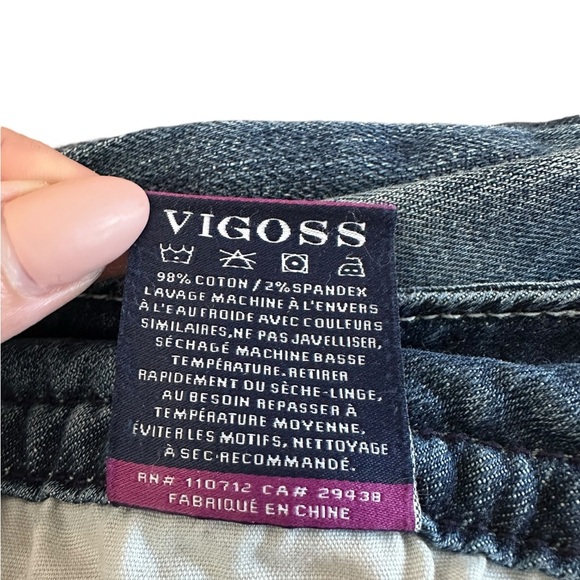 VIGOSS
98% COTON / 2% SPANDEX
LAVAGE MACHINE À L'ENVERS
À L'EAU FROIDE AVEC COULEURS
SIMILAIRES, NE PAS JAVELLISER,
SÉCHAGE MACHINE BASSE
TEMPÉRATURE. RETIRER
RAPIDEMENT DU SÈCHE-LINGE,
AU BESOIN REPASSER À
TEMPÉRATURE MOYENNE,
ÉVITER LES MOTIFS, NETTOYAGE
À SEC-RECOMMANDÉ.
RN# 110712 CA# 29438
FABRIQUÉ EN CHINE